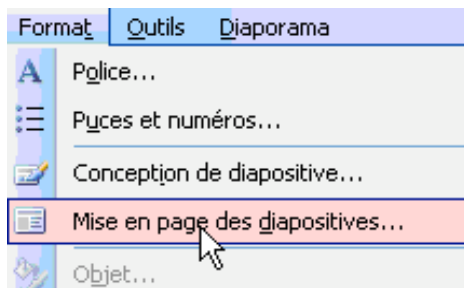 Format Outils Diaporama
Police...
Puces et numéros...
Conception de diapositive...
Mise en page des diapositives...
Objet...